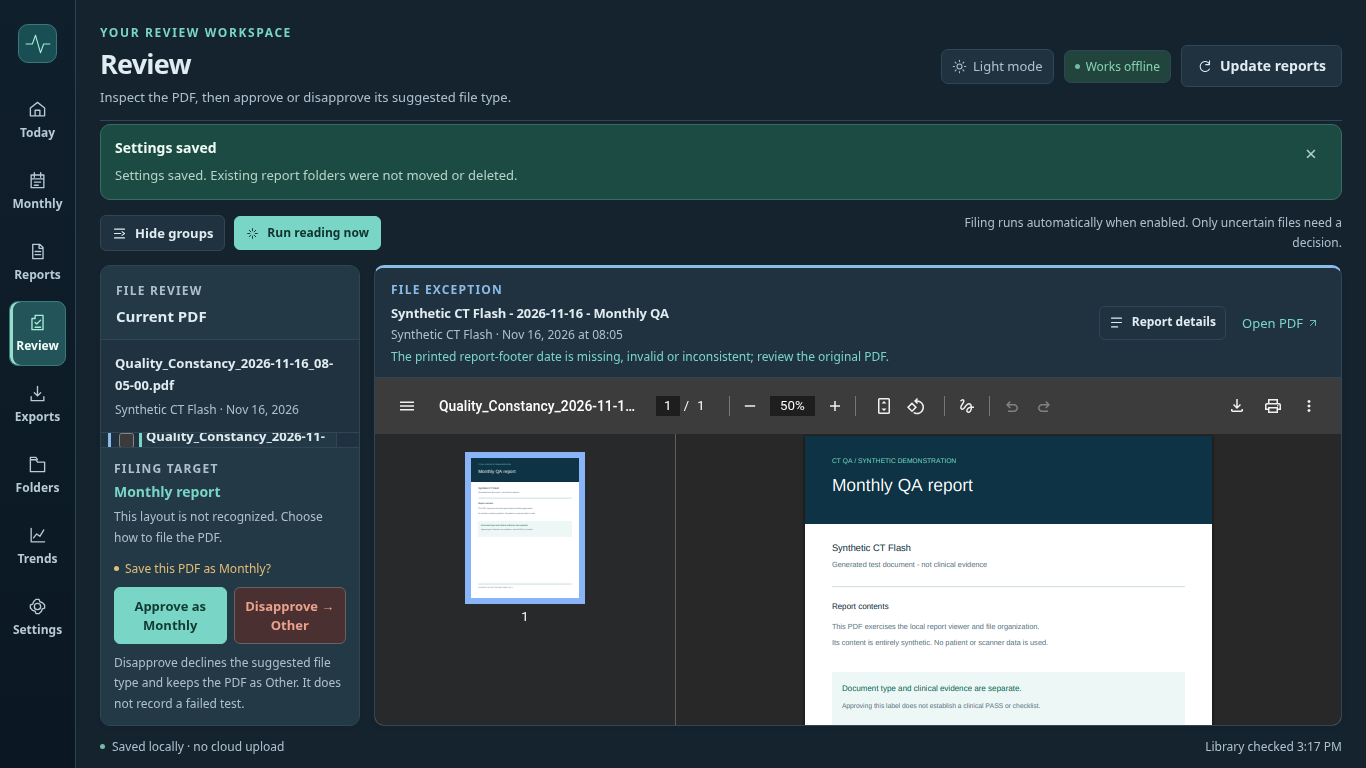 YOUR REVIEW WORKSPACE
Review
Inspect the PDF, then approve or disapprove its suggested file type.
Light mode
Works offline
Update reports
Today
Monthly
Reports
Review
Exports
Folders
Trends
Settings
Settings saved
Settings saved. Existing report folders were not moved or deleted.
Hide groups
Run reading now
Filing runs automatically when enabled. Only uncertain files need a
decision.
FILE REVIEW
Current PDF
Quality_Constancy_2026-11-16_08-
05-00.pdf
Synthetic CT Flash · Nov 16, 2026
Quality_Constancy_2026-11-
FILING TARGET
Monthly report
This layout is not recognized. Choose
how to file the PDF.
Save this PDF as Monthly?
Approve as
Monthly
Disapprove →
Other
Disapprove declines the suggested file
type and keeps the PDF as Other. It does
not record a failed test.
FILE EXCEPTION
Synthetic CT Flash - 2026-11-16 - Monthly QA
Synthetic CT Flash · Nov 16, 2026 at 08:05
The printed report-footer date is missing, invalid or inconsistent; review the original PDF.
Report details
Open PDF
Quality_Constancy_2026-11-1...
1 / 1
50%
Monthly QA report
1
CT QA / SYNTHETIC DEMONSTRATION
Monthly QA report
Synthetic CT Flash
Generated test document - not clinical evidence
Report contents
This PDF exercises the local report viewer and file organization.
Its content is entirely synthetic. No patient or scanner data is used.
Document type and clinical evidence are separate.
Approving this label does not establish a clinical PASS or checklist.
Saved locally · no cloud upload
Library checked 3:17 PM